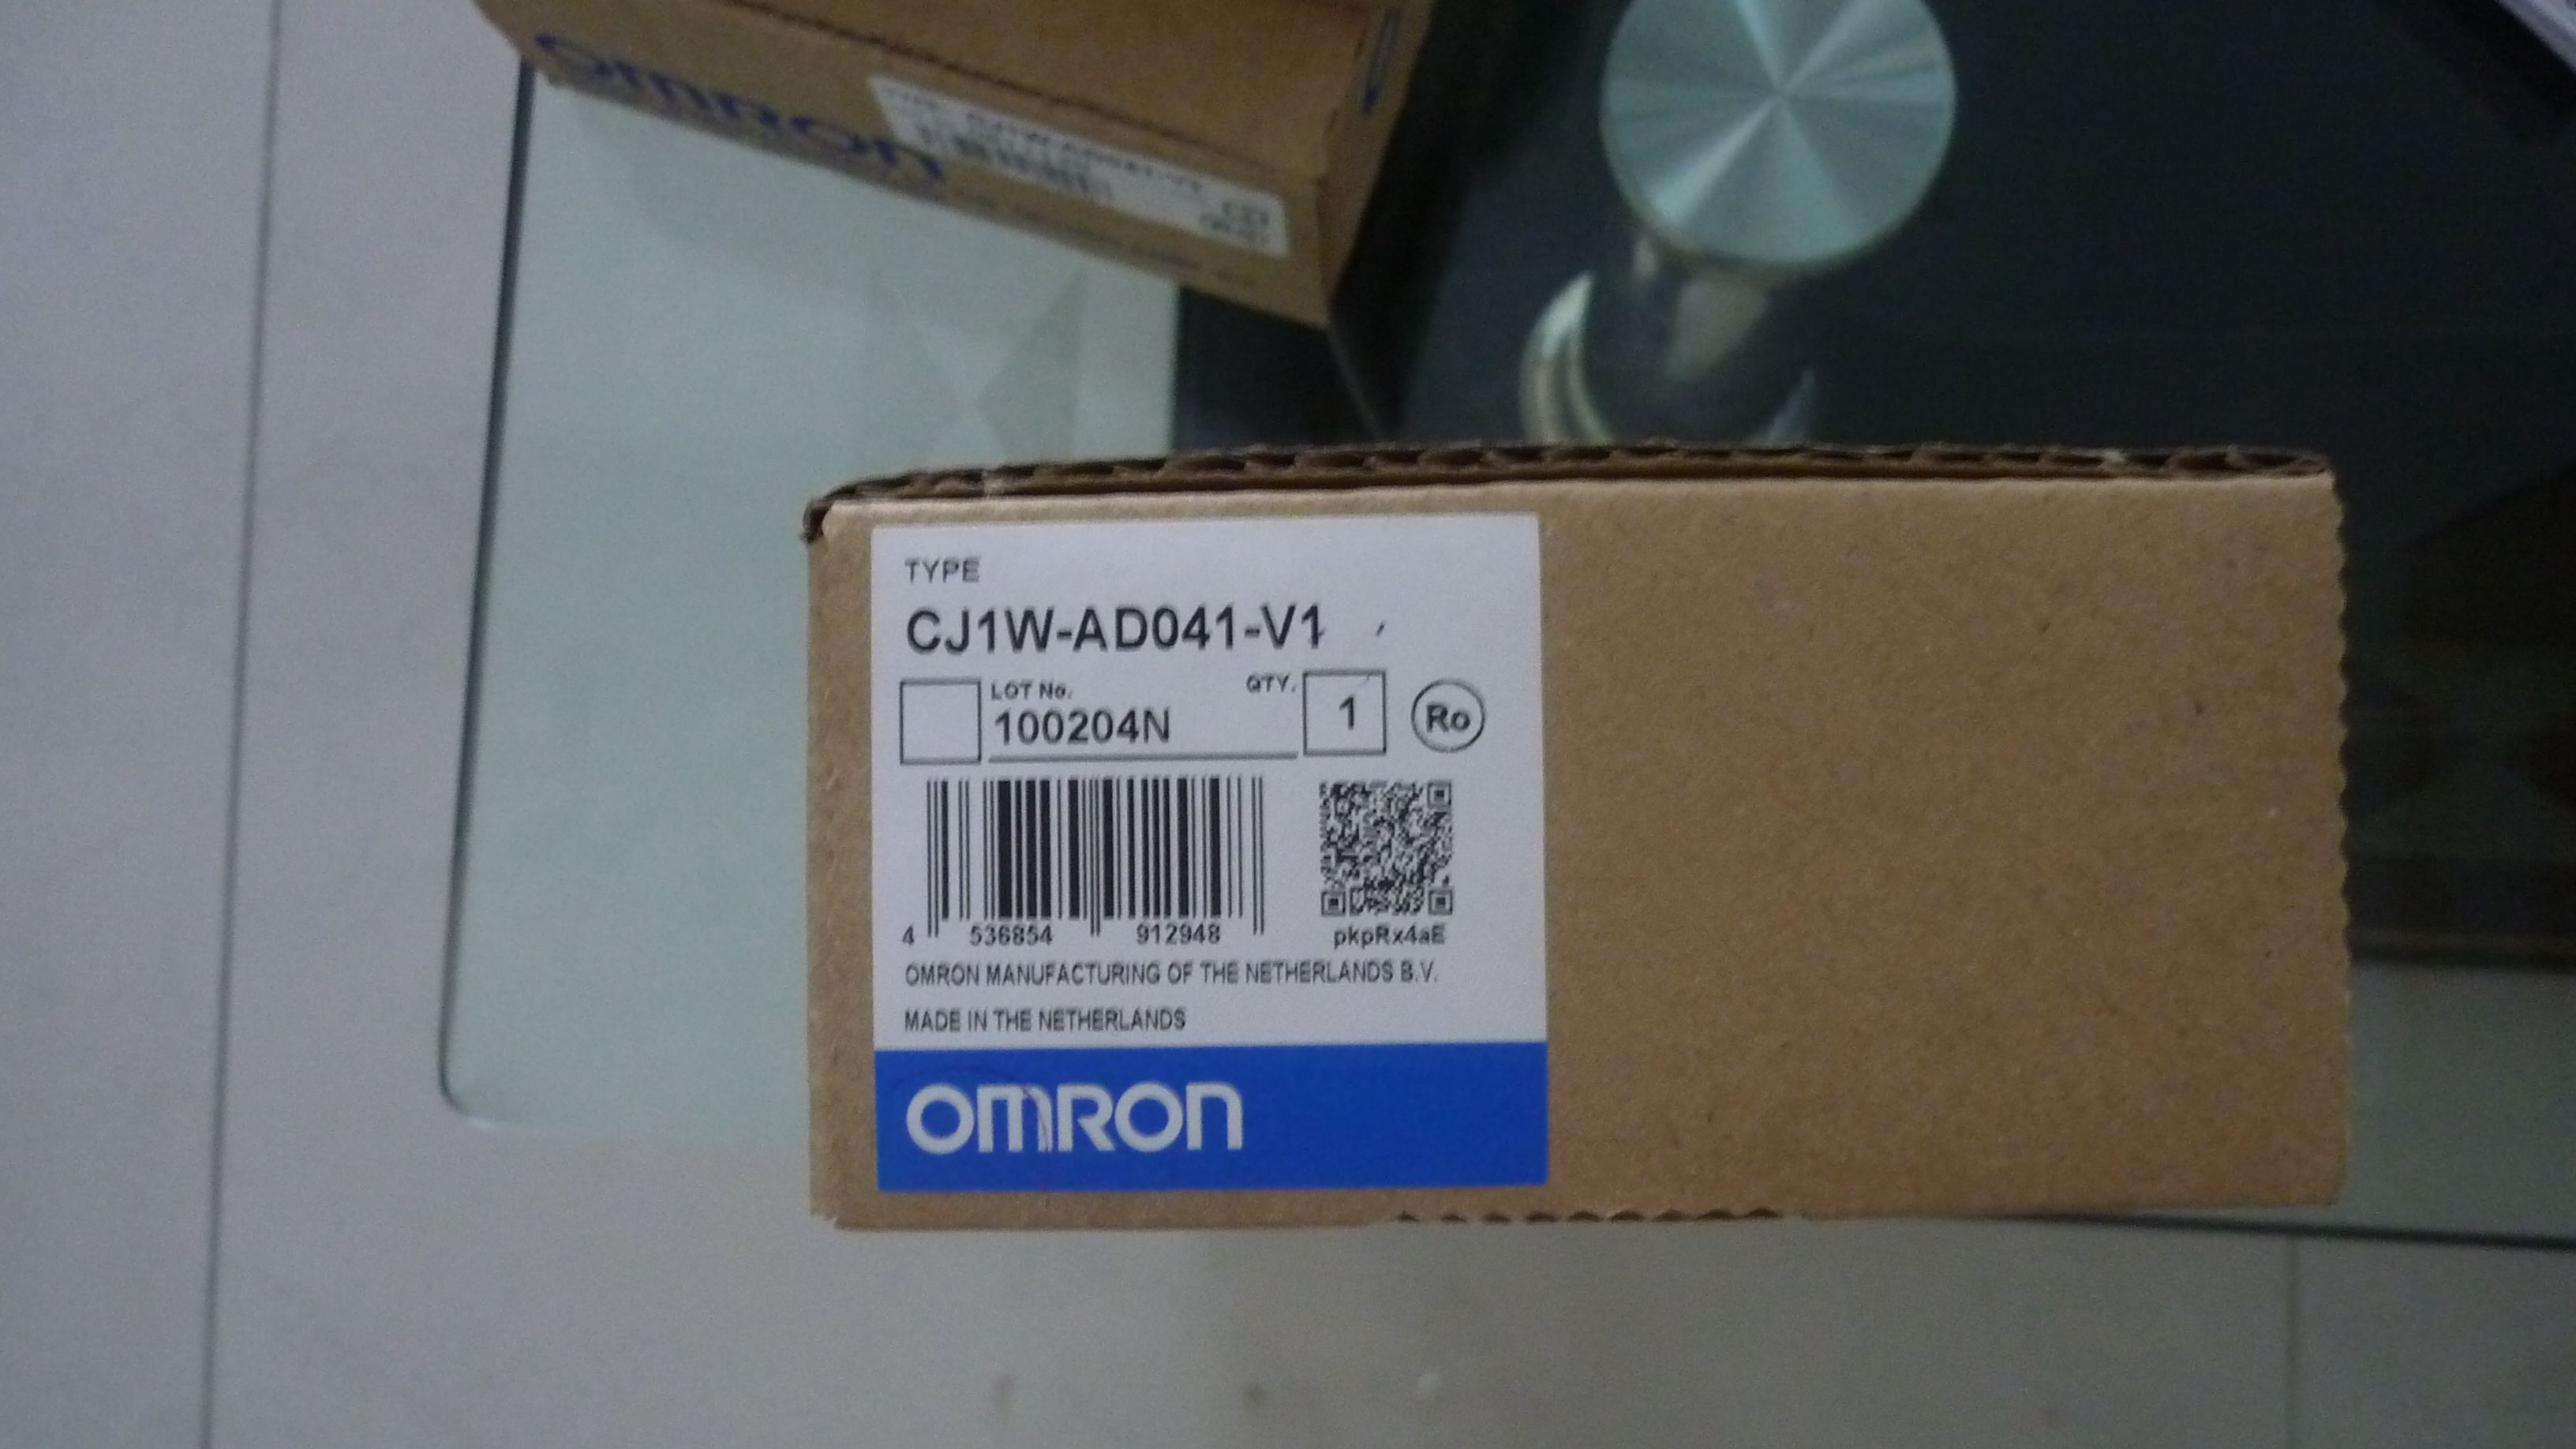 omron
TYPE
CJ1W-AD041-V1
LOT No.
QTY.
100204N
1
Ro
4 536854 912948
pkpRx4aE
OMRON MANUFACTURING OF THE NETHERLANDS B.V.
MADE IN THE NETHERLANDS
OMRON